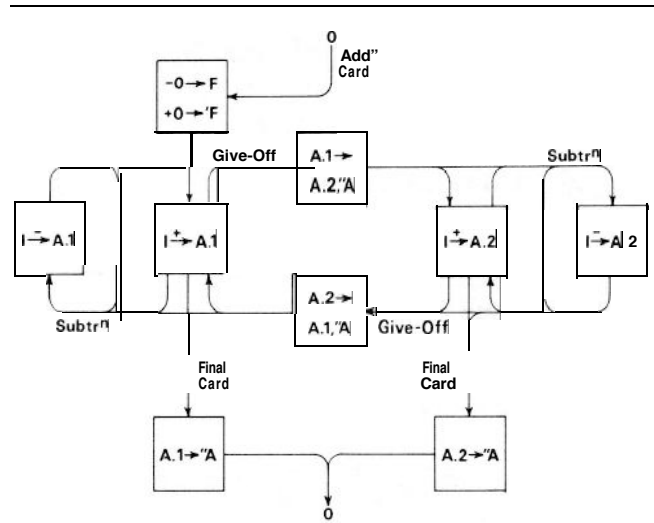 0
Add”
Card
-0→F
+0→'F
Give-Off
A.1→
A.2,"A
Subtrⁿ
I-→A.1
I+→A.1
I+→A.2
I-→A 2
Subtrⁿ
A.2→
A.1,"A
Give-Off
Final
Card
Final
Card
A.1→"A
A.2→"A
0